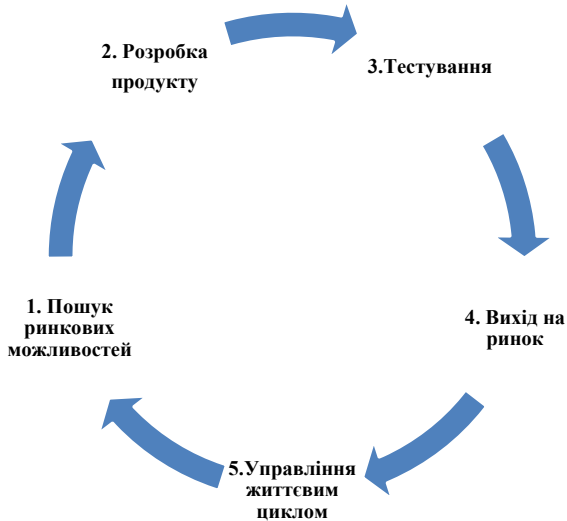 2. Розробка
продукту
3.Тестування
1. Пошук
ринкових
можливостей
4. Вихід на
ринок
5.Управління
життєвим
циклом